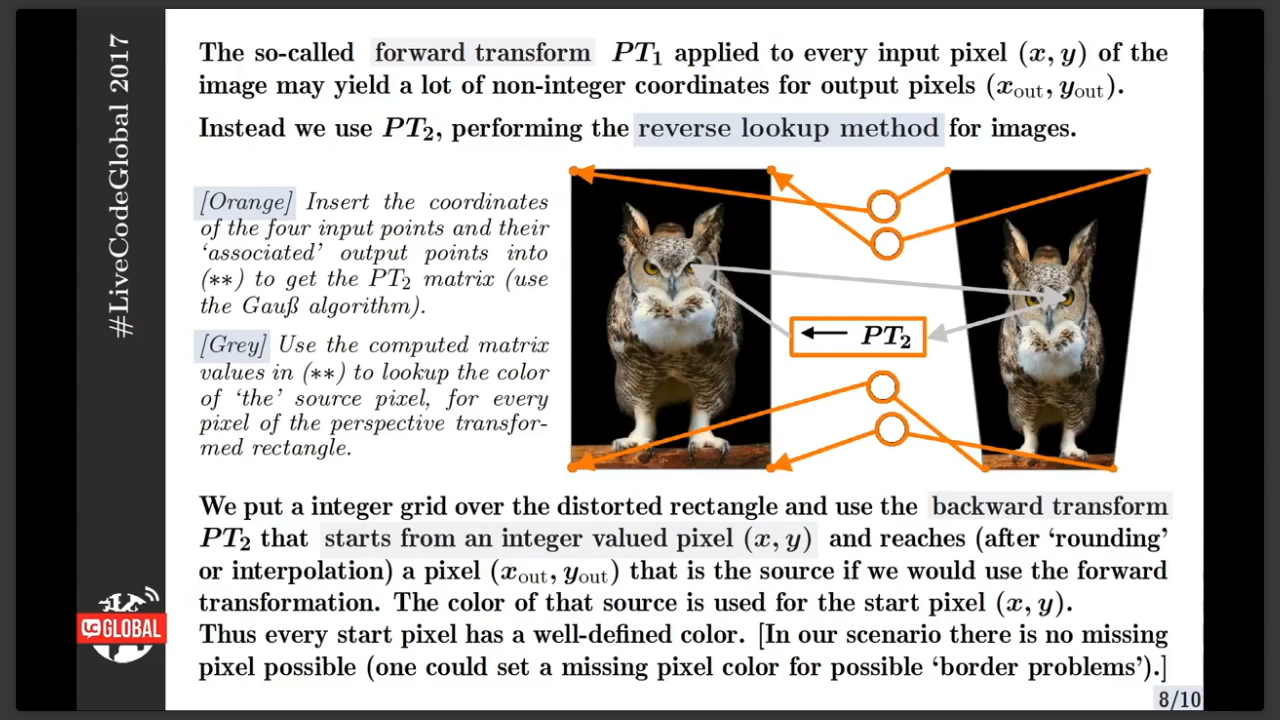 #LiveCodeGlobal 2017
The so-called forward transform PT₁ applied to every input pixel (x, y) of the
image may yield a lot of non-integer coordinates for output pixels (x_out, y_out).
Instead we use PT₂, performing the reverse lookup method for images.
[Orange] Insert the coordinates
of the four input points and their
‘associated’ output points into
(**) to get the PT₂ matrix (use
the Gauß algorithm).
[Grey] Use the computed matrix
values in (**) to lookup the color
of ‘the’ source pixel, for every
pixel of the perspective transfor-
med rectangle.
← PT₂
We put a integer grid over the distorted rectangle and use the backward transform
PT₂ that starts from an integer valued pixel (x, y) and reaches (after ‘rounding’
or interpolation) a pixel (x_out, y_out) that is the source if we would use the forward
transformation. The color of that source is used for the start pixel (x, y).
Thus every start pixel has a well-defined color. [In our scenario there is no missing
pixel possible (one could set a missing pixel color for possible ‘border problems’).]
LC GLOBAL
8/10